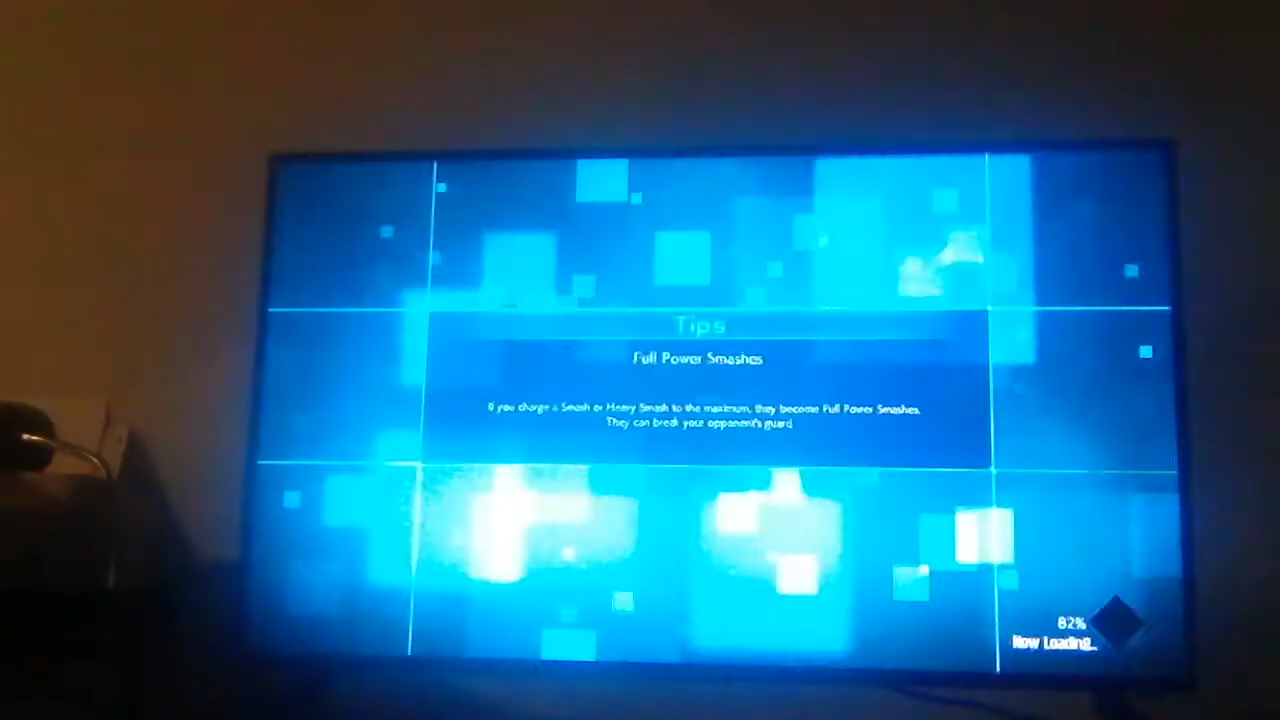 Tips
Full Power Smashes
If you charge a Smash or Heavy Smash to the maximum, they become Full Power Smashes.
They can break your opponent's guard.
82%
Now Loading...